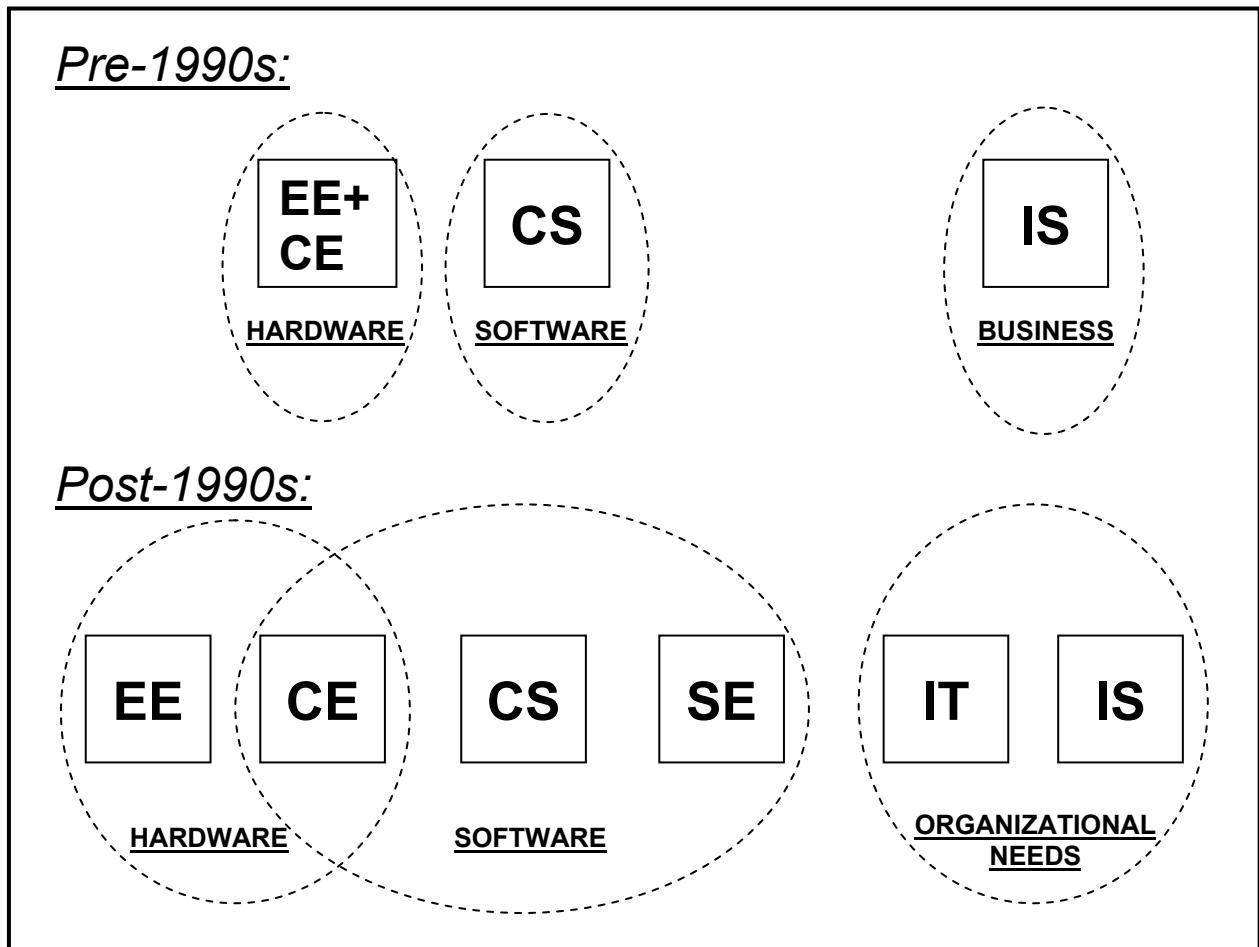 Pre-1990s:
EE+
CE
CS
IS
HARDWARE
SOFTWARE
BUSINESS
Post-1990s:
EE
CE
CS
SE
IT
IS
HARDWARE
SOFTWARE
ORGANIZATIONAL
NEEDS